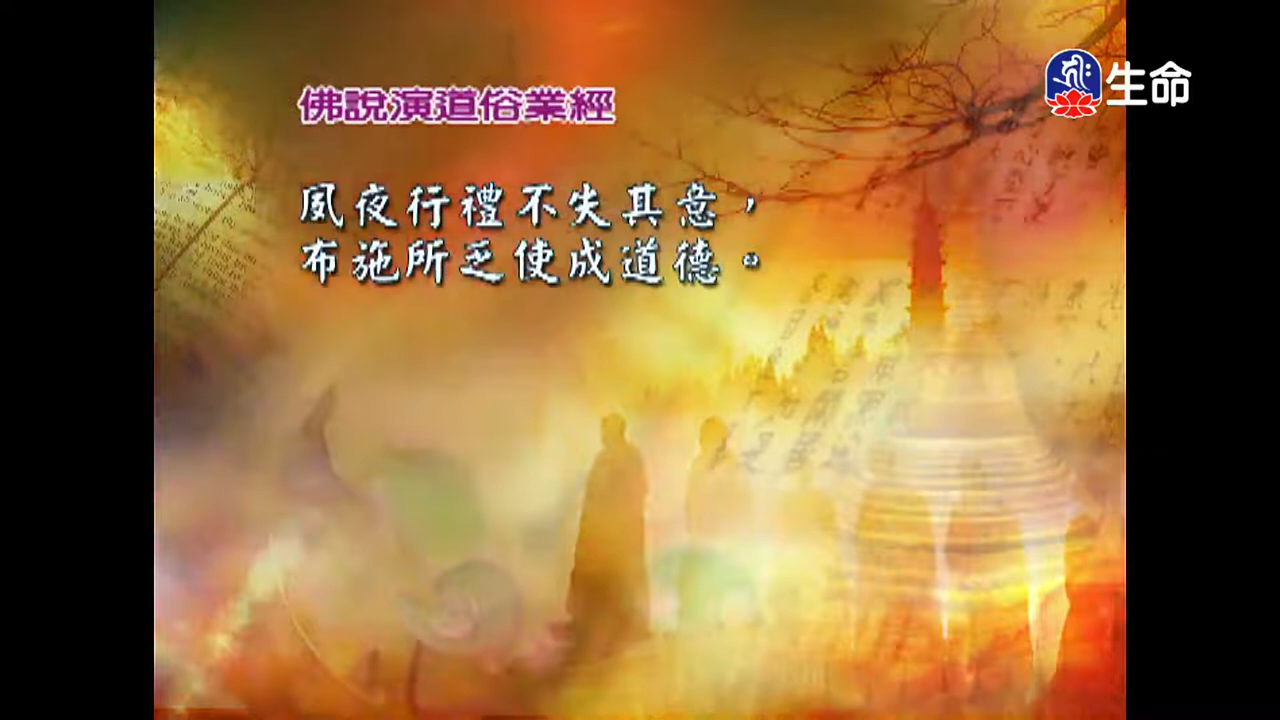 生命
佛說演道俗業經
夙夜行禮不失其意，
布施所乏使成道德。